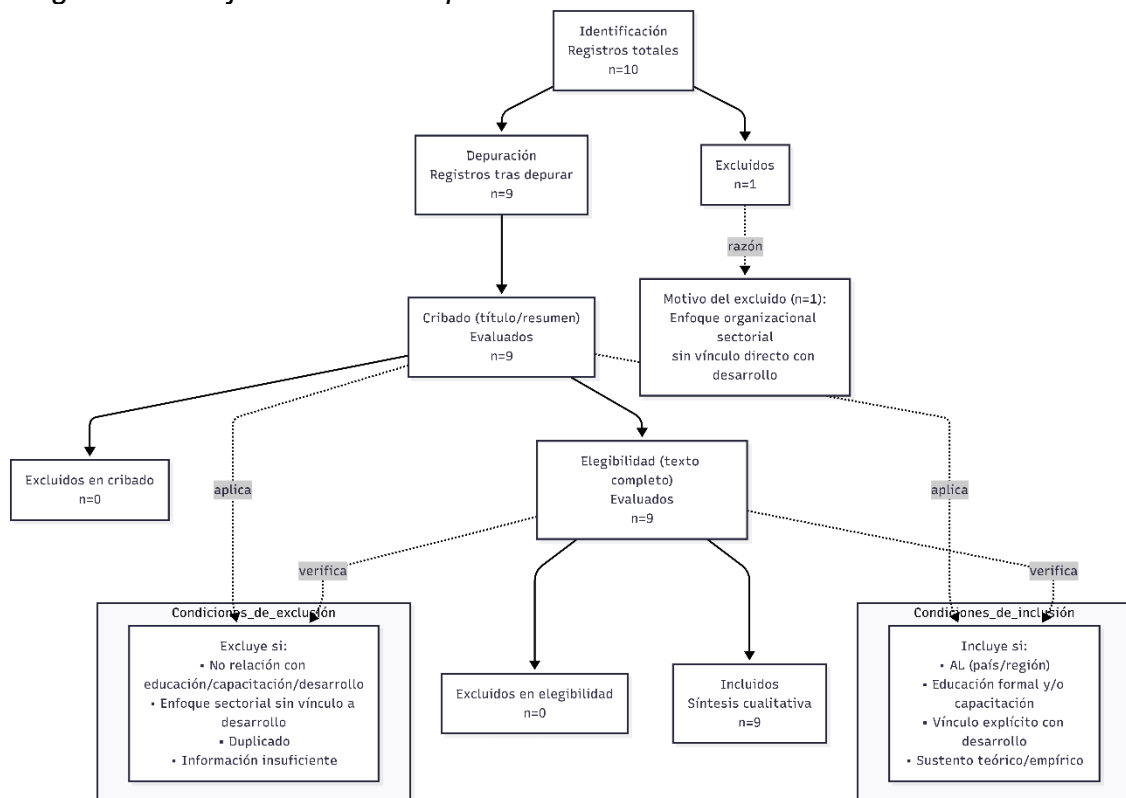 Identificación
Registros totales
n=10
Depuración
Registros tras depurar
n=9
Excluidos
n=1
razón
Motivo del excluido (n=1):
Enfoque organizacional
sectorial
sin vínculo directo con
desarrollo
Cribado (título/resumen)
Evaluados
n=9
Excluidos en cribado
n=0
aplica
Elegibilidad (texto
completo)
Evaluados
n=9
aplica
verifica
verifica
Condiciones_de_exclusión
Excluye si:
▪ No relación con
educación/capacitación/desarrollo
▪ Enfoque sectorial sin vínculo a
desarrollo
▪ Duplicado
▪ Información insuficiente
Excluidos en elegibilidad
n=0
Incluidos
Síntesis cualitativa
n=9
Condiciones_de_inclusión
Incluye si:
▪ AL (país/región)
▪ Educación formal y/o
capacitación
▪ Vínculo explícito con
desarrollo
▪ Sustento teórico/empírico